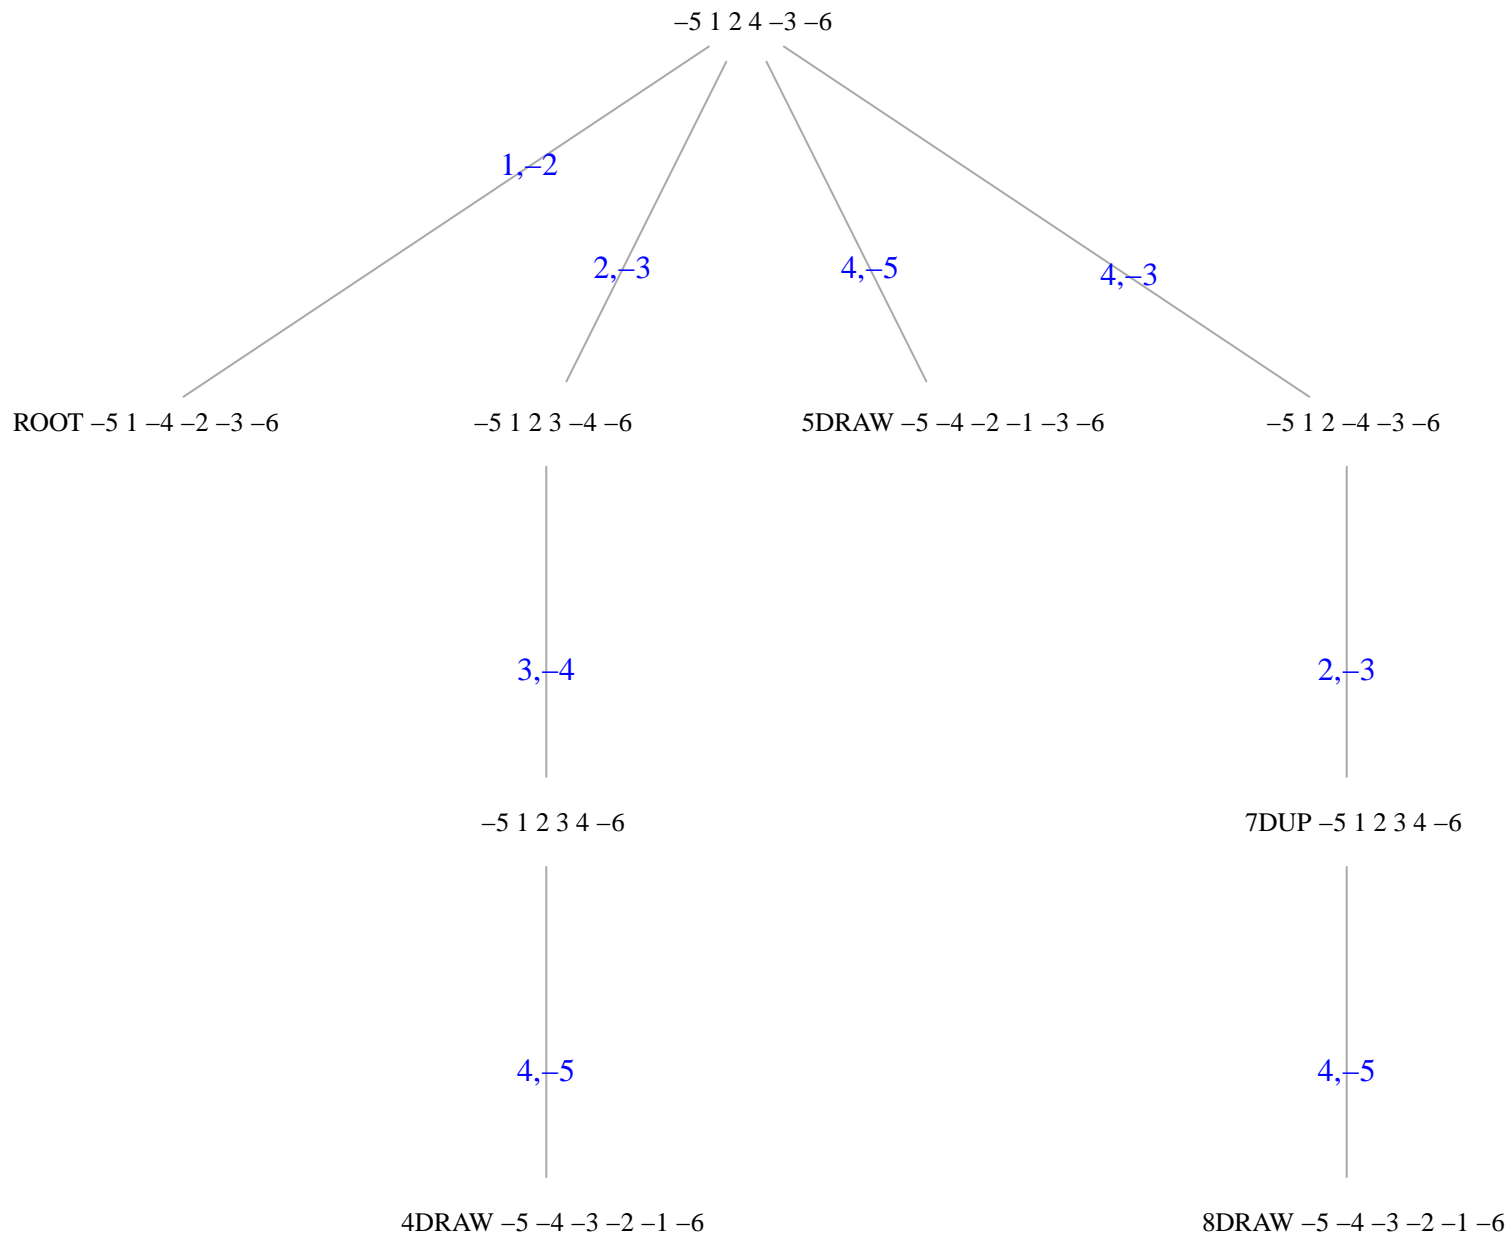 –5 1 2 4 –3 –6
1,–2
2,–3
4,–5
4,–3
ROOT –5 1 –4 –2 –3 –6
–5 1 2 3 –4 –6
5DRAW –5 –4 –2 –1 –3 –6
–5 1 2 –4 –3 –6
3,–4
2,–3
–5 1 2 3 4 –6
7DUP –5 1 2 3 4 –6
4,–5
4,–5
4DRAW –5 –4 –3 –2 –1 –6
8DRAW –5 –4 –3 –2 –1 –6